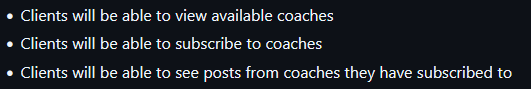 • Clients will be able to view available coaches
• Clients will be able to subscribe to coaches
• Clients will be able to see posts from coaches they have subscribed to